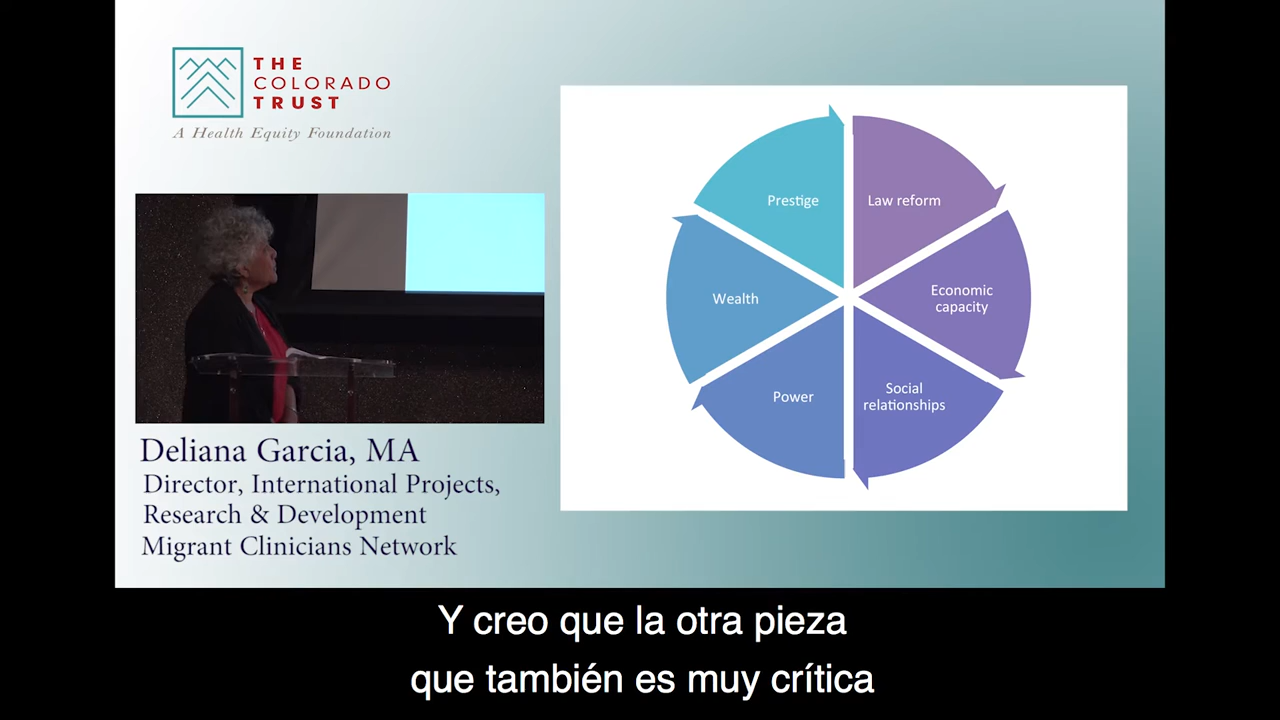 THE
COLORADO
TRUST
A Health Equity Foundation
Prestige
Law reform
Wealth
Economic
capacity
Power
Social
relationships
Deliana Garcia, MA
Director, International Projects,
Research & Development
Migrant Clinicians Network
Y creo que la otra pieza
que también es muy crítica